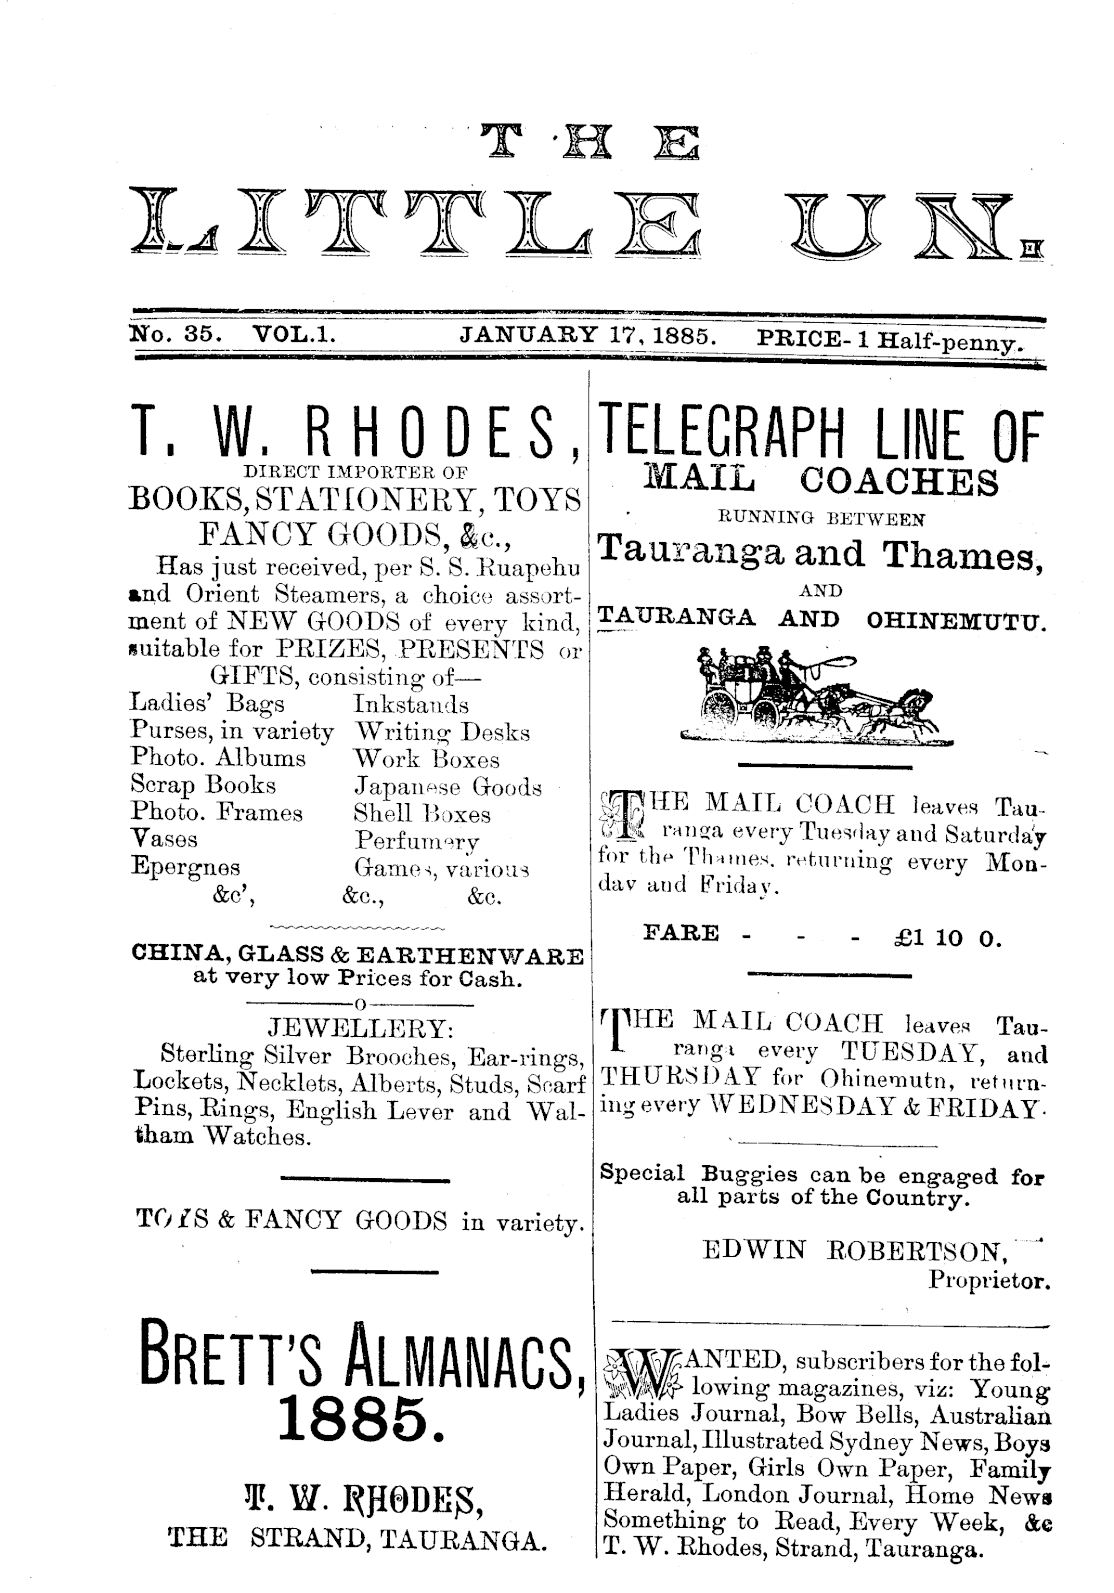 THE
LITTLE UN.
No. 35. VOL.1. JANUARY 17, 1885. PRICE- 1 Half-penny.
T. W. RHODES,
DIRECT IMPORTER OF
BOOKS, STATIONERY, TOYS
FANCY GOODS, &c.,
Has just received, per S. S. Ruapehu
and Orient Steamers, a choice assort-
ment of NEW GOODS of every kind,
suitable for PRIZES, PRESENTS or
GIFTS, consisting of—
Ladies' Bags Inkstands
Purses, in variety Writing Desks
Photo. Albums Work Boxes
Scrap Books Japanese Goods
Photo. Frames Shell Boxes
Vases Perfumery
Epergnes Games, various
&c', &c., &c.
CHINA, GLASS & EARTHENWARE
at very low Prices for Cash.
JEWELLERY:
Sterling Silver Brooches, Ear-rings,
Lockets, Necklets, Alberts, Studs, Scarf
Pins, Rings, English Lever and Wal-
tham Watches.
TOYS & FANCY GOODS in variety.
BRETT'S ALMANACS,
1885.
T. W. RHODES,
THE STRAND, TAURANGA.
TELEGRAPH LINE OF
MAIL COACHES
RUNNING BETWEEN
Tauranga and Thames,
AND
TAURANGA AND OHINEMUTU.
THE MAIL COACH leaves Tau-
ranga every Tuesday and Saturday
for the Thames, returning every Mon-
day and Friday.
FARE - - - £1 10 0.
THE MAIL COACH leaves Tau-
ranga every TUESDAY, and
THURSDAY for Ohinemutu, return-
ing every WEDNESDAY & FRIDAY.
Special Buggies can be engaged for
all parts of the Country.
EDWIN ROBERTSON,
Proprietor.
WANTED, subscribers for the fol-
lowing magazines, viz: Young
Ladies Journal, Bow Bells, Australian
Journal, Illustrated Sydney News, Boys
Own Paper, Girls Own Paper, Family
Herald, London Journal, Home News
Something to Read, Every Week, &c
T. W. Rhodes, Strand, Tauranga.